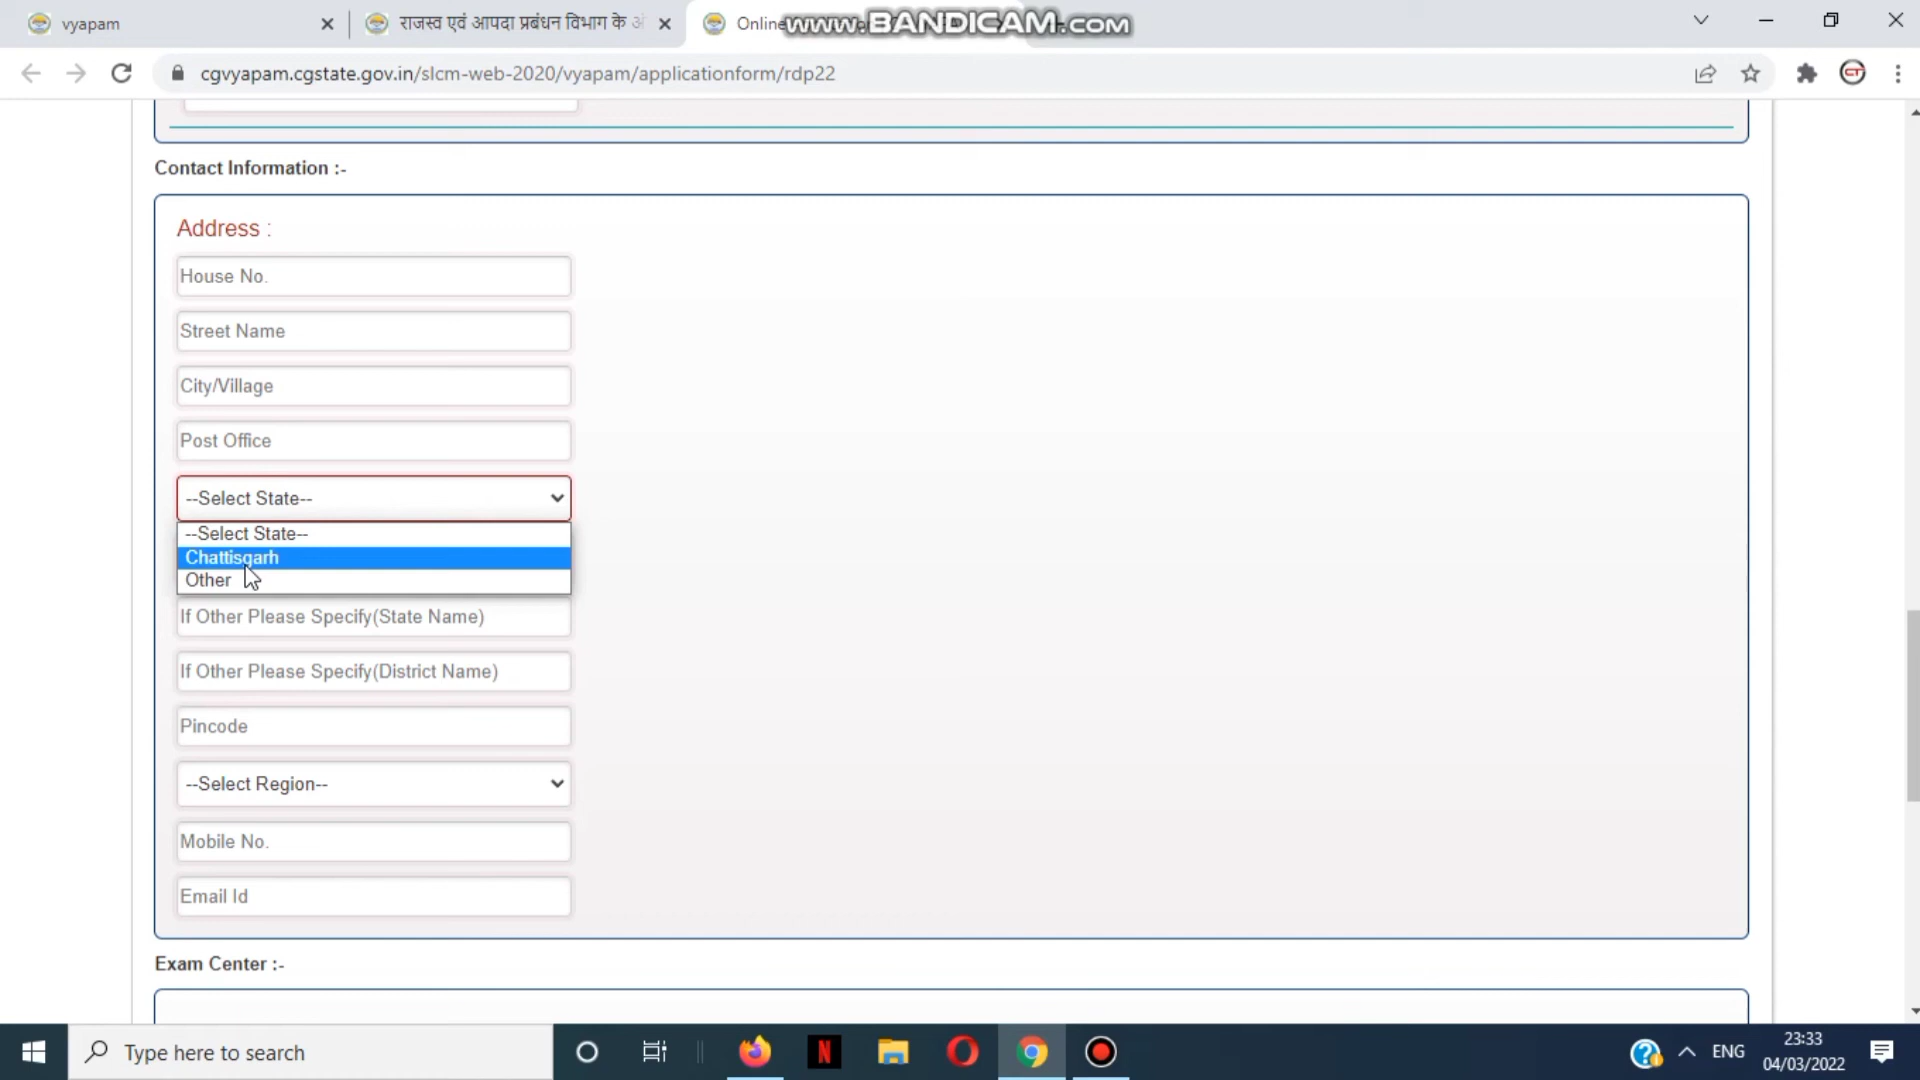 vyapam
राजस्व एवं आपदा प्रबंधन विभाग के
Online
www.BANDICAM.com
cgvyapam.cgstate.gov.in/slcm-web-2020/vyapam/applicationform/rdp22
Contact Information :-
Address :
House No.
Street Name
City/Village
Post Office
--Select State--
--Select State--
Chattisgarh
Other
If Other Please Specify(State Name)
If Other Please Specify(District Name)
Pincode
--Select Region--
Mobile No.
Email Id
Exam Center :-
Type here to search
ENG
23:33
04/03/2022